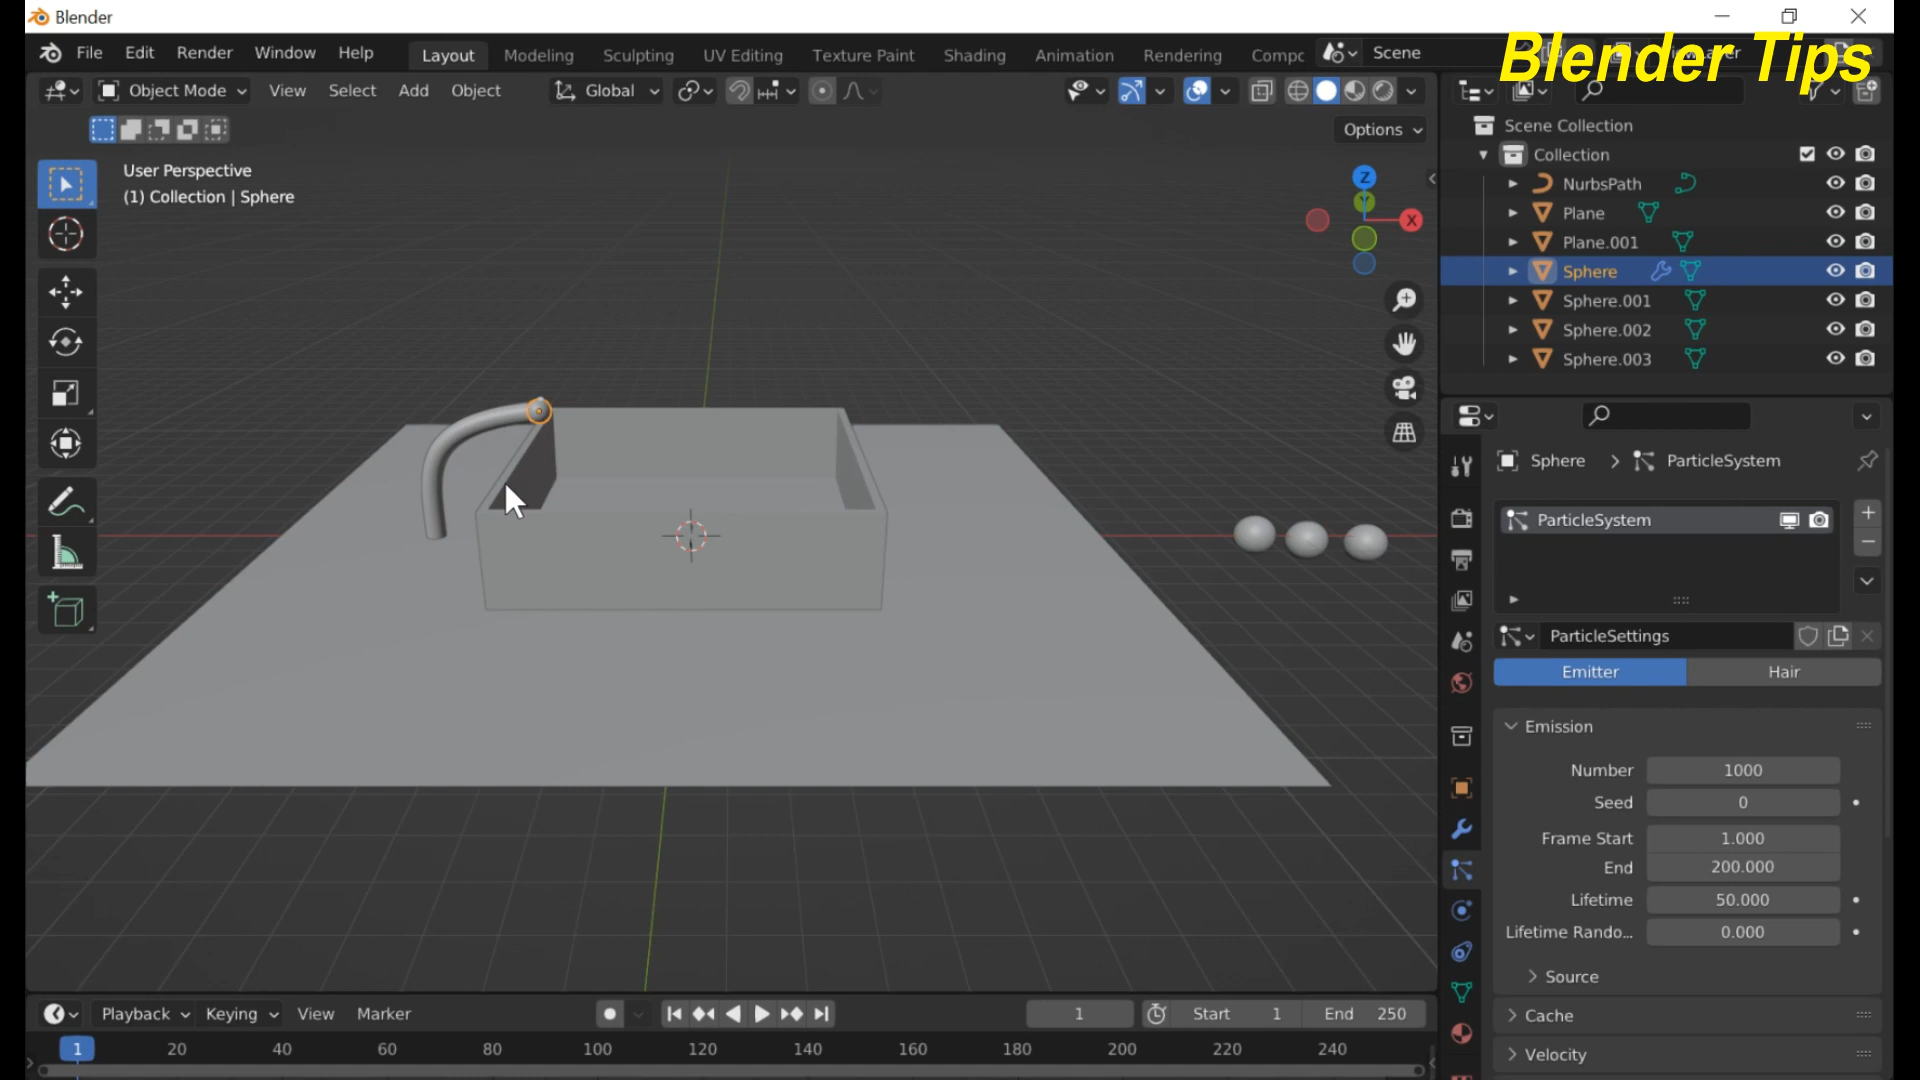 Blender
File Edit Render Window Help Layout Modeling Sculpting UV Editing Texture Paint Shading Animation Rendering Compc Scene
Blender Tips
Object Mode View Select Add Object Global
Options
User Perspective
(1) Collection | Sphere
Z
X
Scene Collection
Collection
NurbsPath
Plane
Plane.001
Sphere
Sphere.001
Sphere.002
Sphere.003
Sphere > ParticleSystem
ParticleSystem
ParticleSettings
Emitter Hair
Emission
Number 1000
Seed 0
Frame Start 1.000
End 200.000
Lifetime 50.000
Lifetime Rando... 0.000
Source
Cache
Velocity
Playback Keying View Marker 1 Start 1 End 250
1 20 40 60 80 100 120 140 160 180 200 220 240